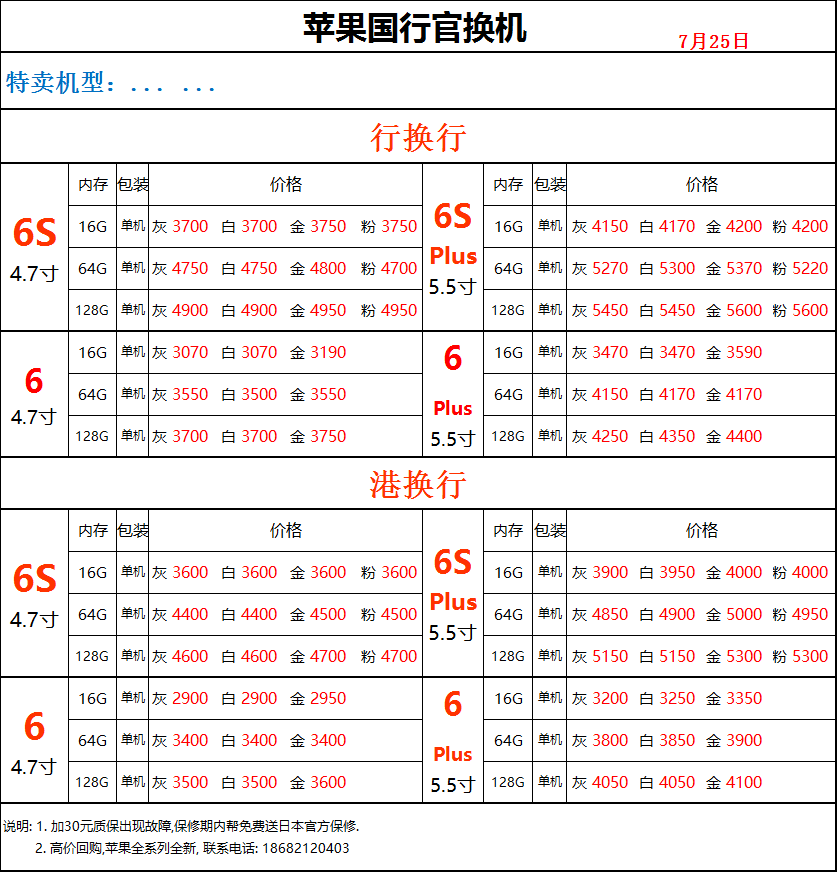 苹果国行官换机
7月25日
特卖机型：... ...
行换行
6S
4.7寸
内存 包装 价格
16G 单机 灰 3700 白 3700 金 3750 粉 3750
64G 单机 灰 4750 白 4750 金 4800 粉 4700
128G 单机 灰 4900 白 4900 金 4950 粉 4950
6S
Plus
5.5寸
内存 包装 价格
16G 单机 灰 4150 白 4170 金 4200 粉 4200
64G 单机 灰 5270 白 5300 金 5370 粉 5220
128G 单机 灰 5450 白 5450 金 5600 粉 5600
6
4.7寸
16G 单机 灰 3070 白 3070 金 3190
64G 单机 灰 3550 白 3500 金 3550
128G 单机 灰 3700 白 3700 金 3750
6
Plus
5.5寸
16G 单机 灰 3470 白 3470 金 3590
64G 单机 灰 4150 白 4170 金 4170
128G 单机 灰 4250 白 4350 金 4400
港换行
6S
4.7寸
内存 包装 价格
16G 单机 灰 3600 白 3600 金 3600 粉 3600
64G 单机 灰 4400 白 4400 金 4500 粉 4500
128G 单机 灰 4600 白 4600 金 4700 粉 4700
6S
Plus
5.5寸
内存 包装 价格
16G 单机 灰 3900 白 3950 金 4000 粉 4000
64G 单机 灰 4850 白 4900 金 5000 粉 4950
128G 单机 灰 5150 白 5150 金 5300 粉 5300
6
4.7寸
16G 单机 灰 2900 白 2900 金 2950
64G 单机 灰 3400 白 3400 金 3400
128G 单机 灰 3500 白 3500 金 3600
6
Plus
5.5寸
16G 单机 灰 3200 白 3250 金 3350
64G 单机 灰 3800 白 3850 金 3900
128G 单机 灰 4050 白 4050 金 4100
说明: 1. 加30元质保出现故障,保修期内帮免费送日本官方保修.
2. 高价回购,苹果全系列全新, 联系电话: 18682120403